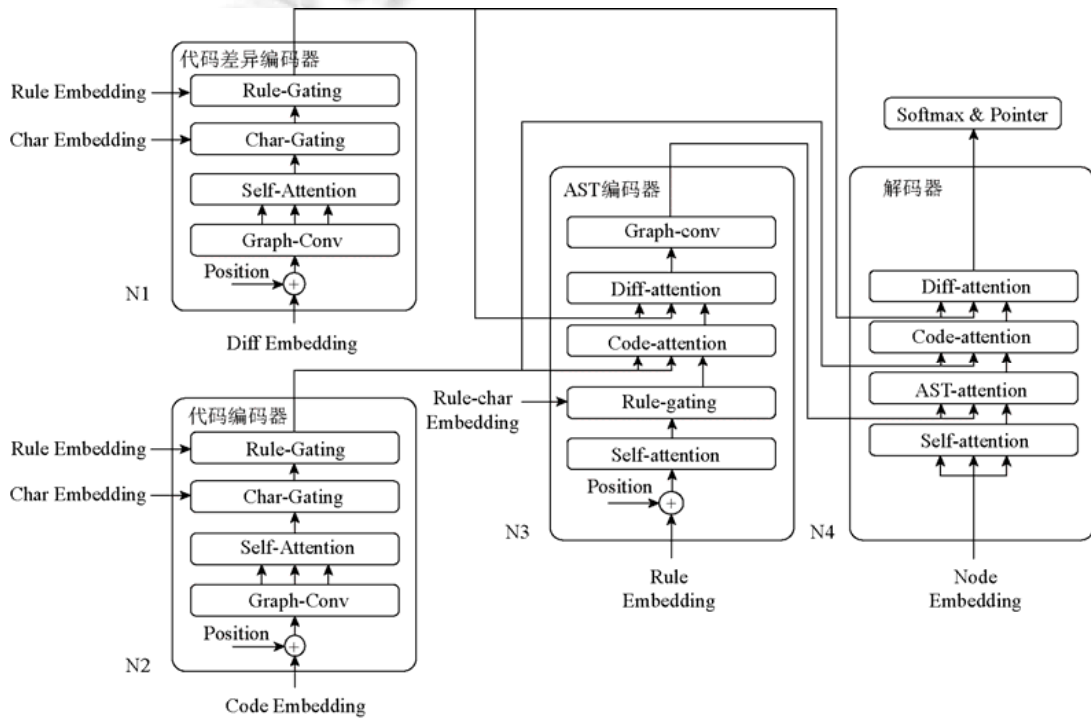 代码差异编码器
Rule Embedding
Rule-Gating
Char Embedding
Char-Gating
Self-Attention
Graph-Conv
Position
+
N1
Diff Embedding
代码编码器
Rule Embedding
Rule-Gating
Char Embedding
Char-Gating
Self-Attention
Graph-Conv
Position
+
N2
Code Embedding
AST编码器
Graph-conv
Diff-attention
Code-attention
Rule-char
Embedding
Rule-gating
Self-attention
Position
+
N3
Rule
Embedding
Softmax & Pointer
解码器
Diff-attention
Code-attention
AST-attention
Self-attention
N4
Node
Embedding